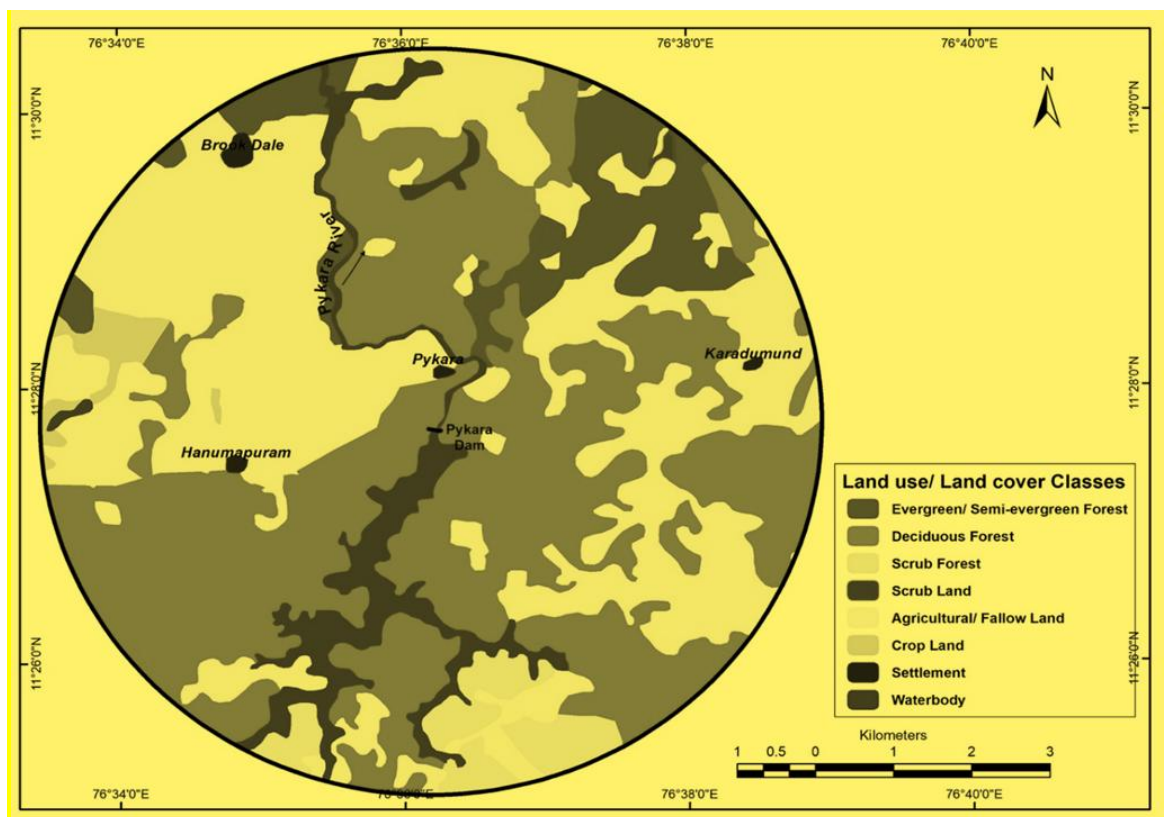 76°34'0"E
76°36'0"E
76°38'0"E
76°40'0"E
N
11°30'0"N
11°30'0"N
Brook Dale
Pykara River
Pykara
Karadumund
11°28'0"N
11°28'0"N
Pykara
Dam
Hanumapuram
Land use/ Land cover Classes
Evergreen/ Semi-evergreen Forest
Deciduous Forest
Scrub Forest
Scrub Land
Agricultural/ Fallow Land
Crop Land
Settlement
Waterbody
11°26'0"N
11°26'0"N
Kilometers
1 0.5 0 1 2 3
76°34'0"E
76°38'0"E
76°40'0"E